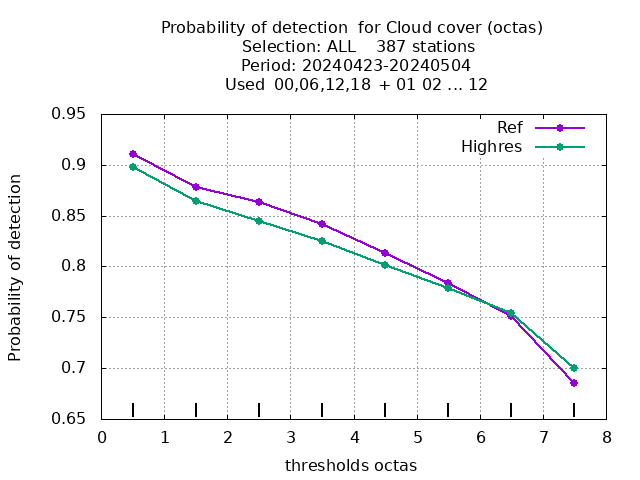 Probability of detection  for Cloud cover (octas)
Selection: ALL    387 stations
Period: 20240423-20240504
Used  00,06,12,18 + 01 02 ... 12
Ref
Highres
0.95
0.9
0.85
0.8
0.75
0.7
0.65
Probability of detection
0 1 2 3 4 5 6 7 8
thresholds octas